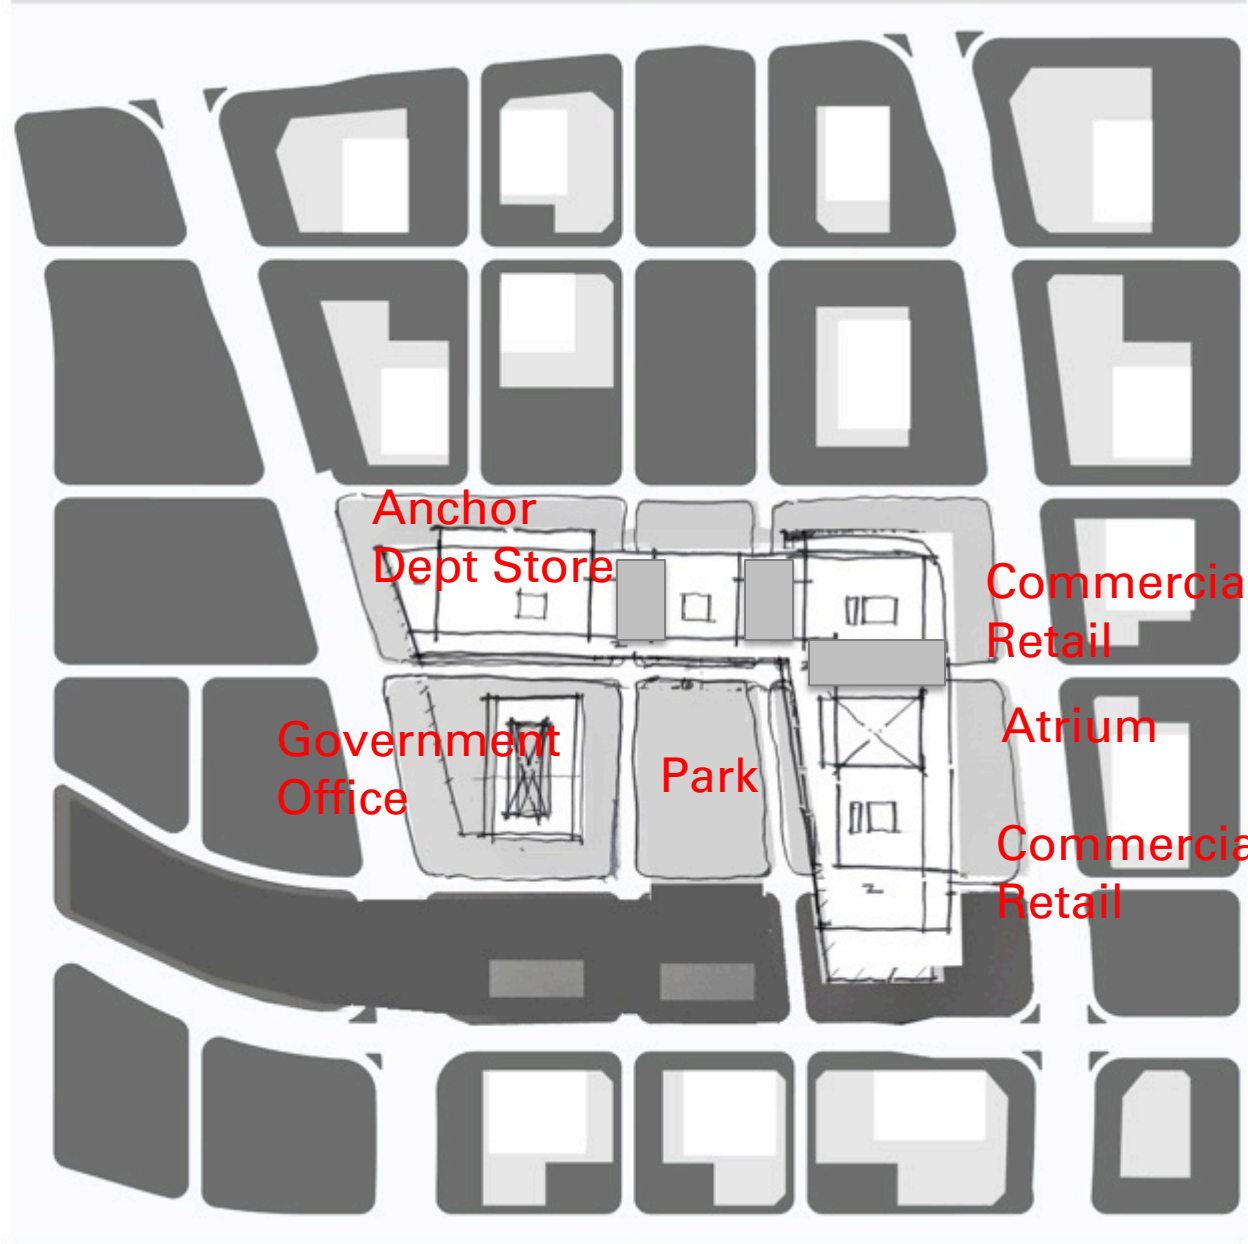 Anchor
Dept Store
Commercia
Retail
Government
Office
Park
Atrium
Commercia
Retail